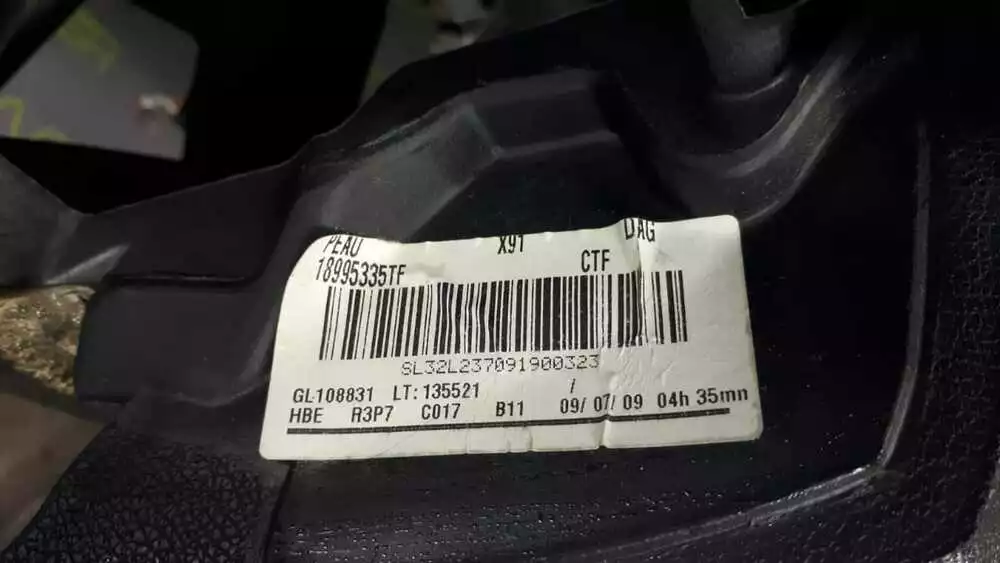 PEAU X91 DAG
18995335TF CTF
SL32L237091900323
GL108831 LT:135521 /
HBE R3P7 C017 B11 09/07/09 04h 35mn